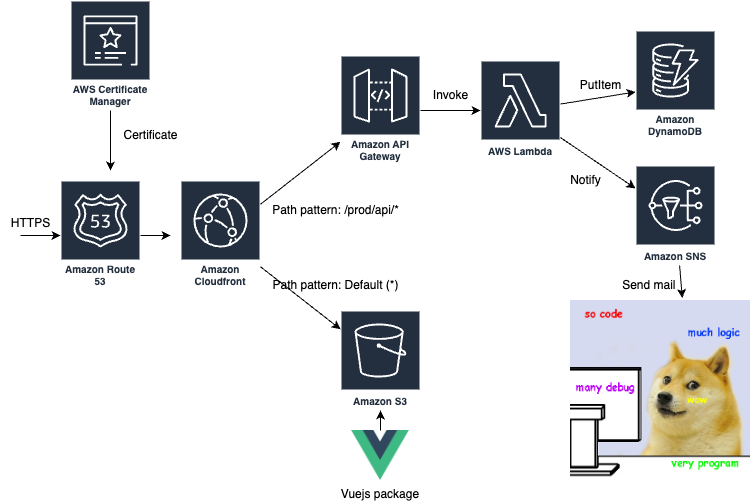 AWS Certificate
Manager
Certificate
HTTPS
53
Amazon Route
53
Amazon
Cloudfront
Path pattern: /prod/api/*
Path pattern: Default (*)
</>
Amazon API
Gateway
Invoke
AWS Lambda
PutItem
Amazon
DynamoDB
Notify
Amazon SNS
Send mail
Amazon S3
Vuejs package
so code
much logic
many debug
wow
very program